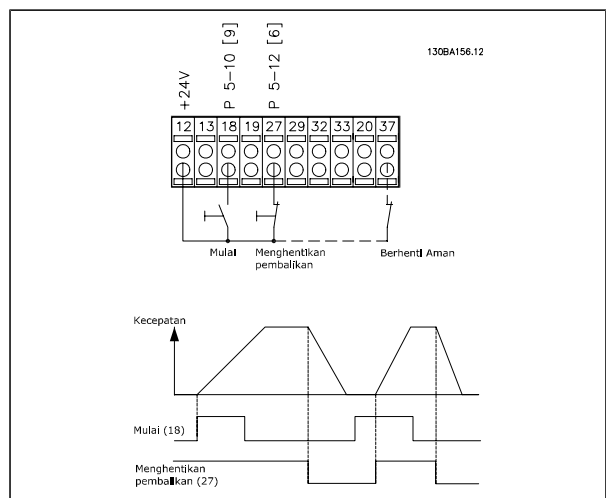 130BA156.12
+24V
P 5-10 [9]
P 5-12 [6]
12 13 18 19 27 29 32 33 20 37
Mulai
Menghentikan
pembalikan
Berhenti Aman
Kecepatan
Mulai (18)
Menghentikan
pembalikan (27)